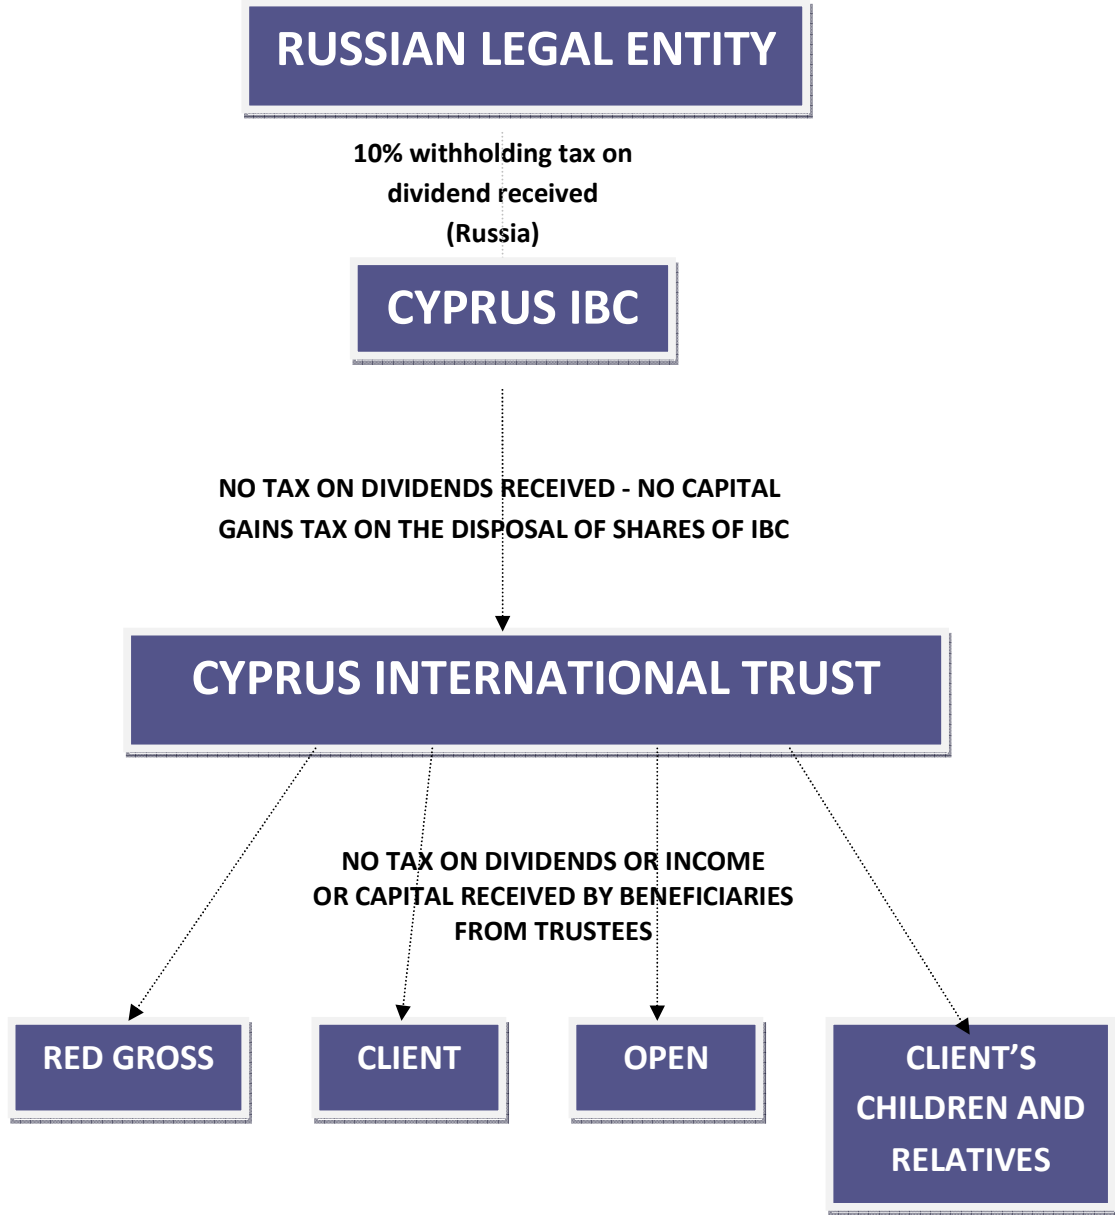 RUSSIAN LEGAL ENTITY
10% withholding tax on
dividend received
(Russia)
CYPRUS IBC
NO TAX ON DIVIDENDS RECEIVED - NO CAPITAL
GAINS TAX ON THE DISPOSAL OF SHARES OF IBC
CYPRUS INTERNATIONAL TRUST
NO TAX ON DIVIDENDS OR INCOME
OR CAPITAL RECEIVED BY BENEFICIARIES
FROM TRUSTEES
RED GROSS
CLIENT
OPEN
CLIENT’S
CHILDREN AND
RELATIVES